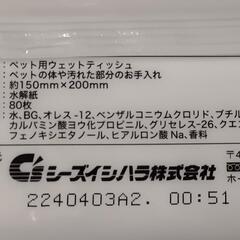 : ペット用ウェットティッシュ
: ペットの体や汚れた部分のお手入れ
: 約150mm×200mm
: 水解紙
: 80枚
: 水、BG、オレス-12、ベンザルコニウムクロリド、ブチル
カルバミン酸ヨウ化プロピニル、グリセレス-26、クエ
フェノキシエタノール、ヒアルロン酸Na、香料
C's シーズイシハラ株式会社
〒4
ホー
2240403A2. 00:51